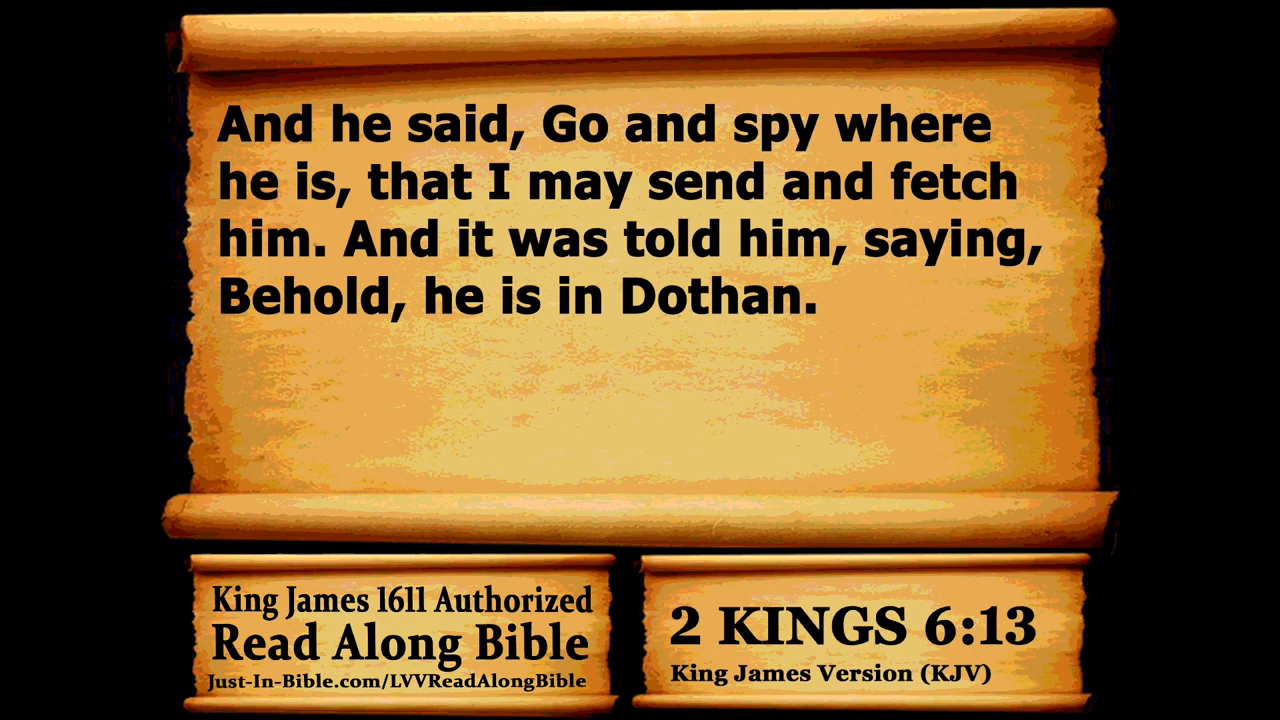 And he said, Go and spy where
he is, that I may send and fetch
him. And it was told him, saying,
Behold, he is in Dothan.
King James 1611 Authorized
Read Along Bible
Just-In-Bible.com/LVVReadAlongBible
2 KINGS 6:13
King James Version (KJV)